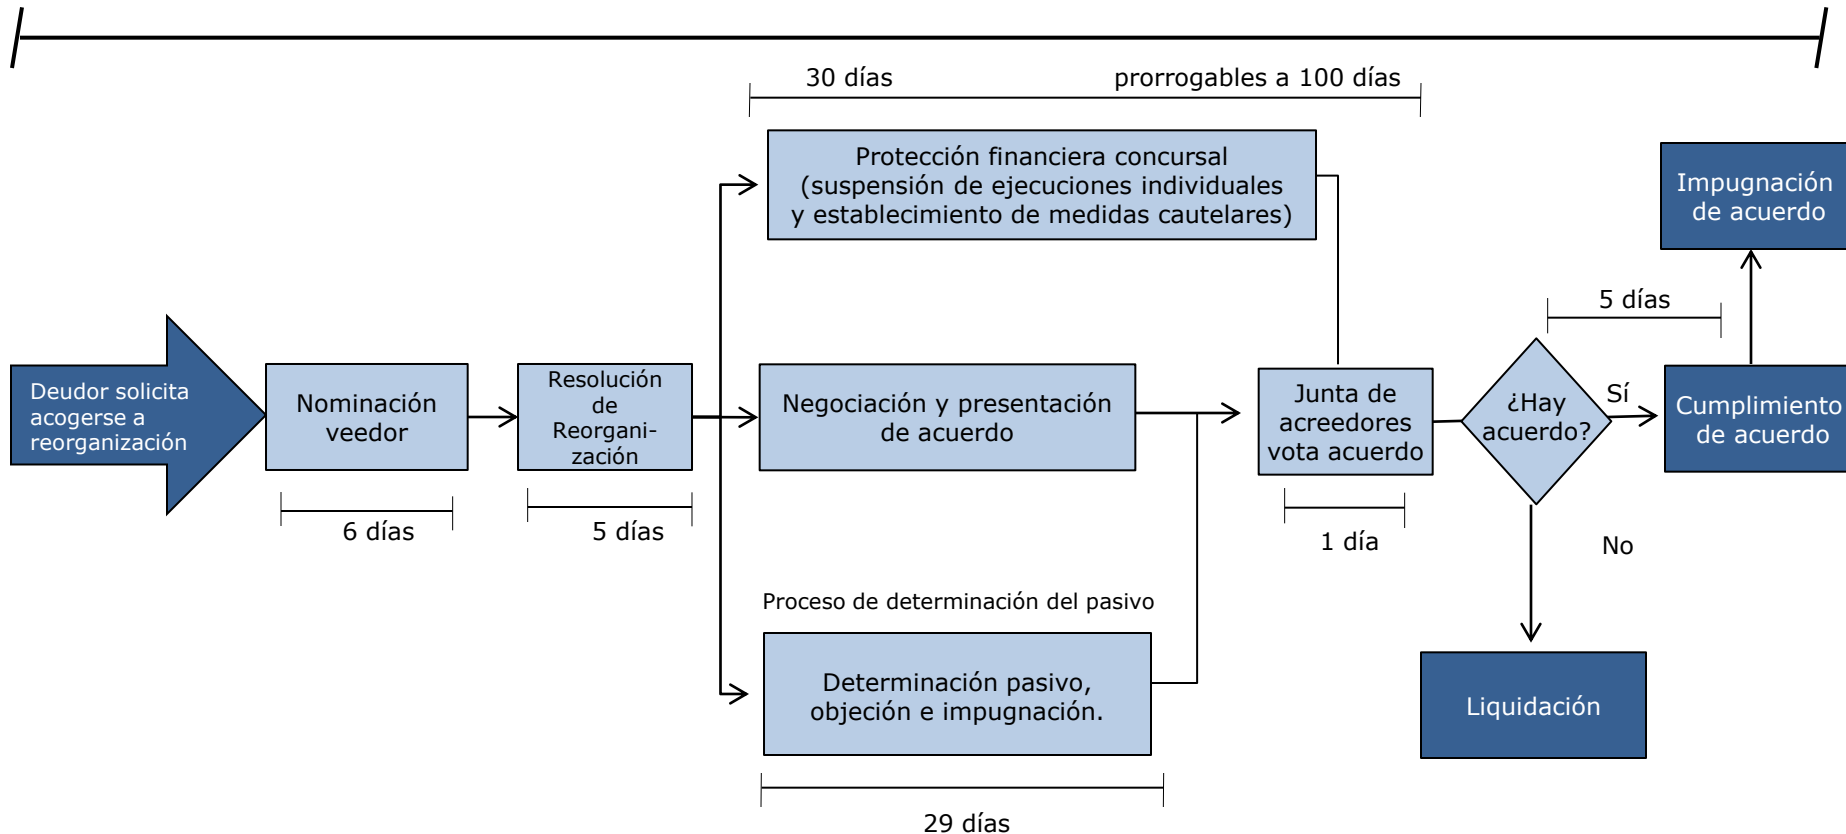 30 días
prorrogables a 100 días
Protección financiera concursal
(suspensión de ejecuciones individuales
y establecimiento de medidas cautelares)
Impugnación
de acuerdo
5 días
Deudor solicita
acogerse a
reorganización
Nominación
veedor
Resolución
de
Reorgani-
zación
Negociación y presentación
de acuerdo
Junta de
acreedores
vota acuerdo
¿Hay
acuerdo?
Sí
Cumplimiento
de acuerdo
6 días
5 días
1 día
No
Proceso de determinación del pasivo
Determinación pasivo,
objeción e impugnación.
Liquidación
29 días